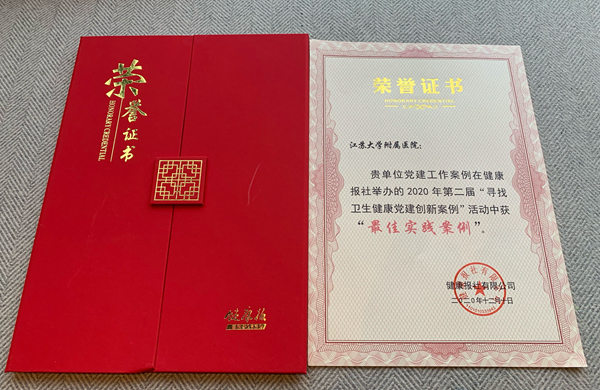 荣誉证书
HONORARY CREDENTIAL
健康报
荣誉证书
HONORARY CREDENTIAL
江苏大学附属医院：
贵单位党建工作案例在健康
报社举办的 2020 年第二届“寻找
卫生健康党建创新案例”活动中获
“最佳实践案例”。
健康报社有限公司
二〇二〇年十二月十日